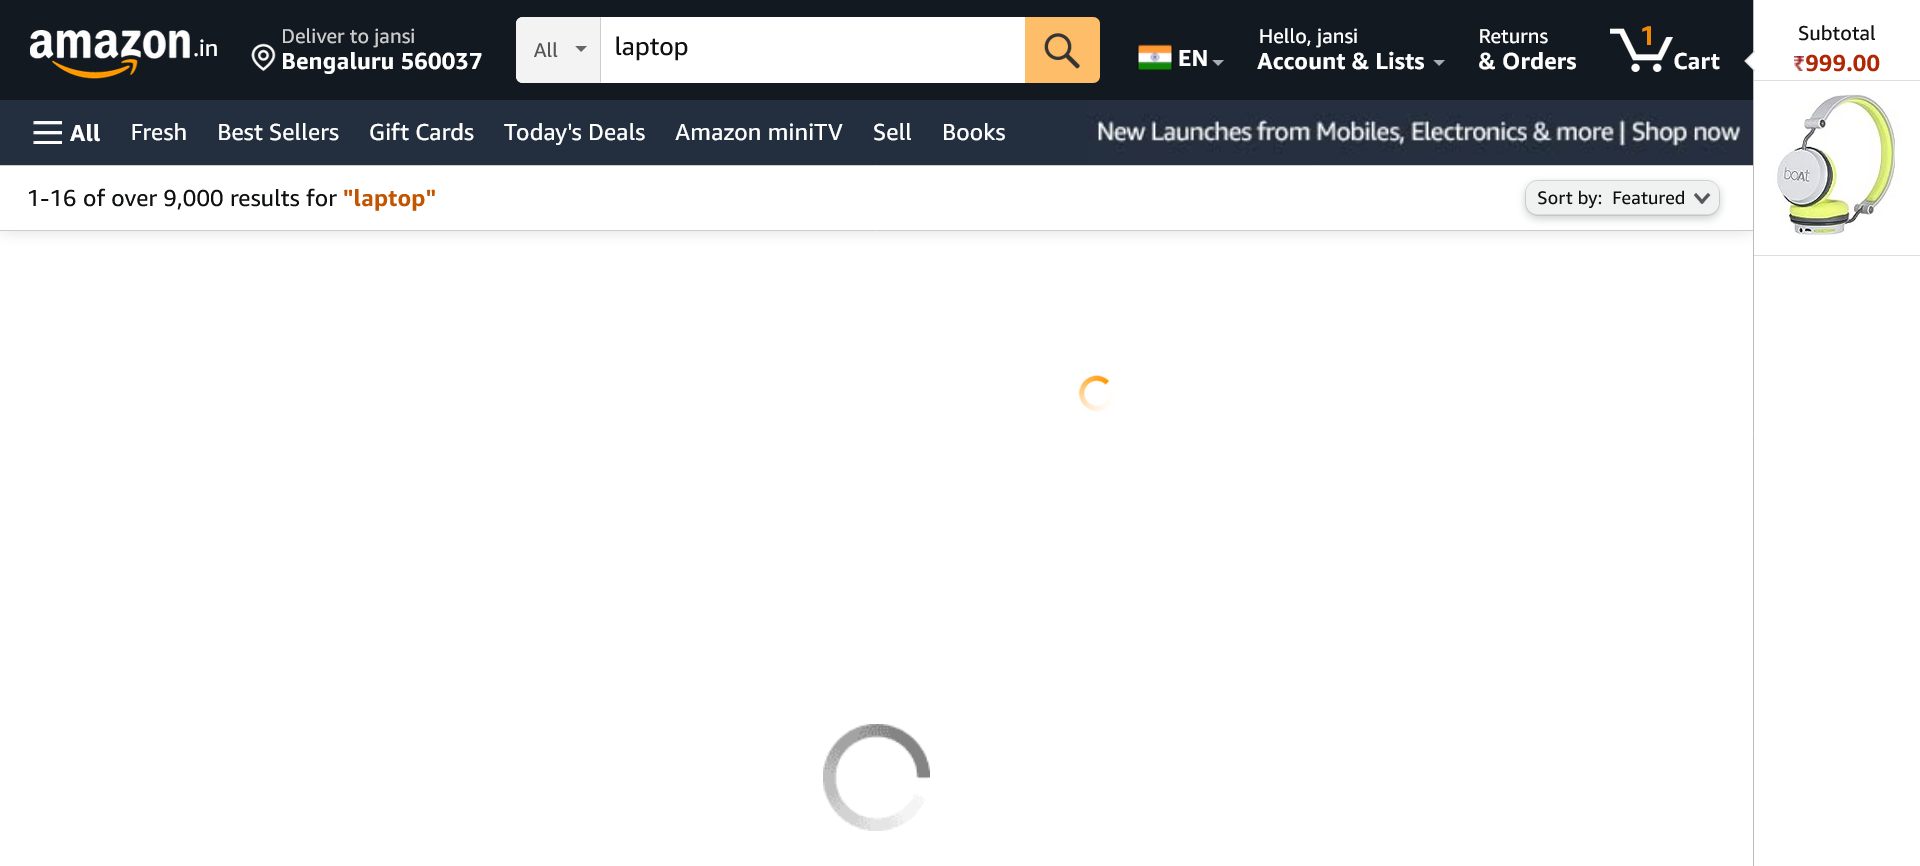 amazon.in
Deliver to jansi
Bengaluru 560037
All
laptop
EN
Hello, jansi
Account & Lists
Returns
& Orders
1
Cart
Subtotal
₹999.00
All
Fresh
Best Sellers
Gift Cards
Today's Deals
Amazon miniTV
Sell
Books
New Launches from Mobiles, Electronics & more | Shop now
boAt
1-16 of over 9,000 results for "laptop"
Sort by: Featured